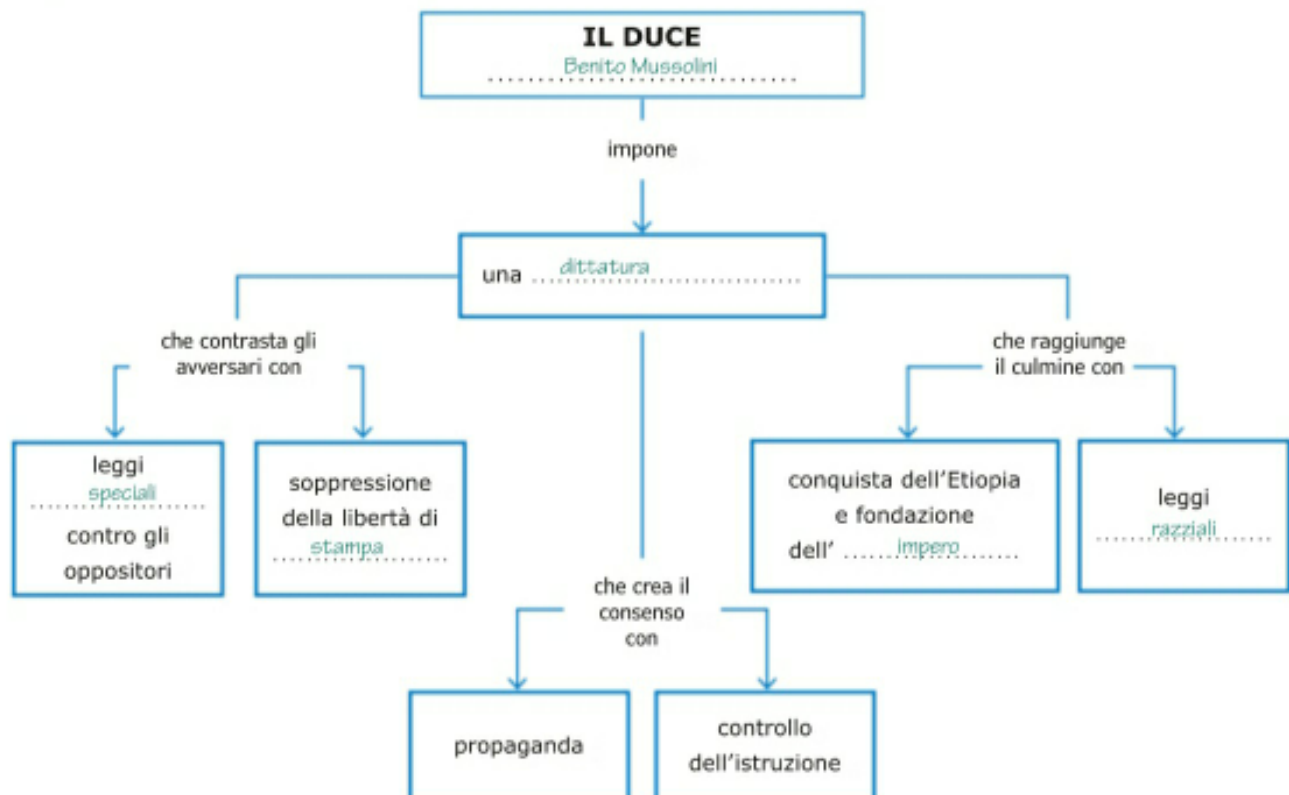 IL DUCE
Benito Mussolini
impone
una dittatura
che contrasta gli
avversari con
leggi
speciali
contro gli
oppositori
soppressione
della libertà di
stampa
che crea il
consenso
con
propaganda
controllo
dell'istruzione
che raggiunge
il culmine con
conquista dell'Etiopia
e fondazione
dell' impero
leggi
razziali